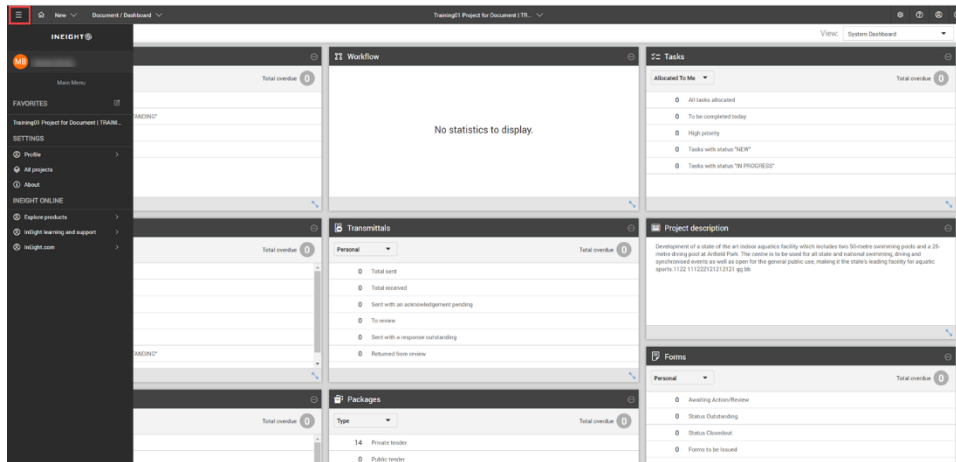 New
Document / Dashboard
Training01 Project for Document | TR...
INEIGHT
MB
Main Menu
FAVORITES
Training01 Project for Document | TRAINI...
SETTINGS
Profile
All projects
About
INEIGHT ONLINE
Explore products
InEight learning and support
InEight.com
View: System Dashboard
Total overdue 0
TANDING"
Workflow
No statistics to display.
Tasks
Allocated To Me
Total overdue 0
0 All tasks allocated
0 To be completed today
0 High priority
0 Tasks with status "NEW"
0 Tasks with status "IN PROGRESS"
Total overdue 0
TANDING"
Transmittals
Personal
Total overdue 0
0 Total sent
0 Total received
0 Sent with an acknowledgement pending
0 To review
0 Sent with a response outstanding
0 Returned from review
Project description
Development of a state of the art indoor aquatics facility which includes two 50-metre swimming pools and a 25-
metre diving pool at Artfield Park. The centre is to be used for all state and national swimming, diving and
synchronised events as well as open for the general public use, making it the state's leading facility for aquatic
sports.1122 111222121212121 gg bb
Forms
Personal
Total overdue 0
0 Awaiting Action/Review
0 Status Outstanding
0 Status Closedout
0 Forms to be Issued
Total overdue 0
Packages
Type
Total overdue 0
14 Private tender
0 Public tender